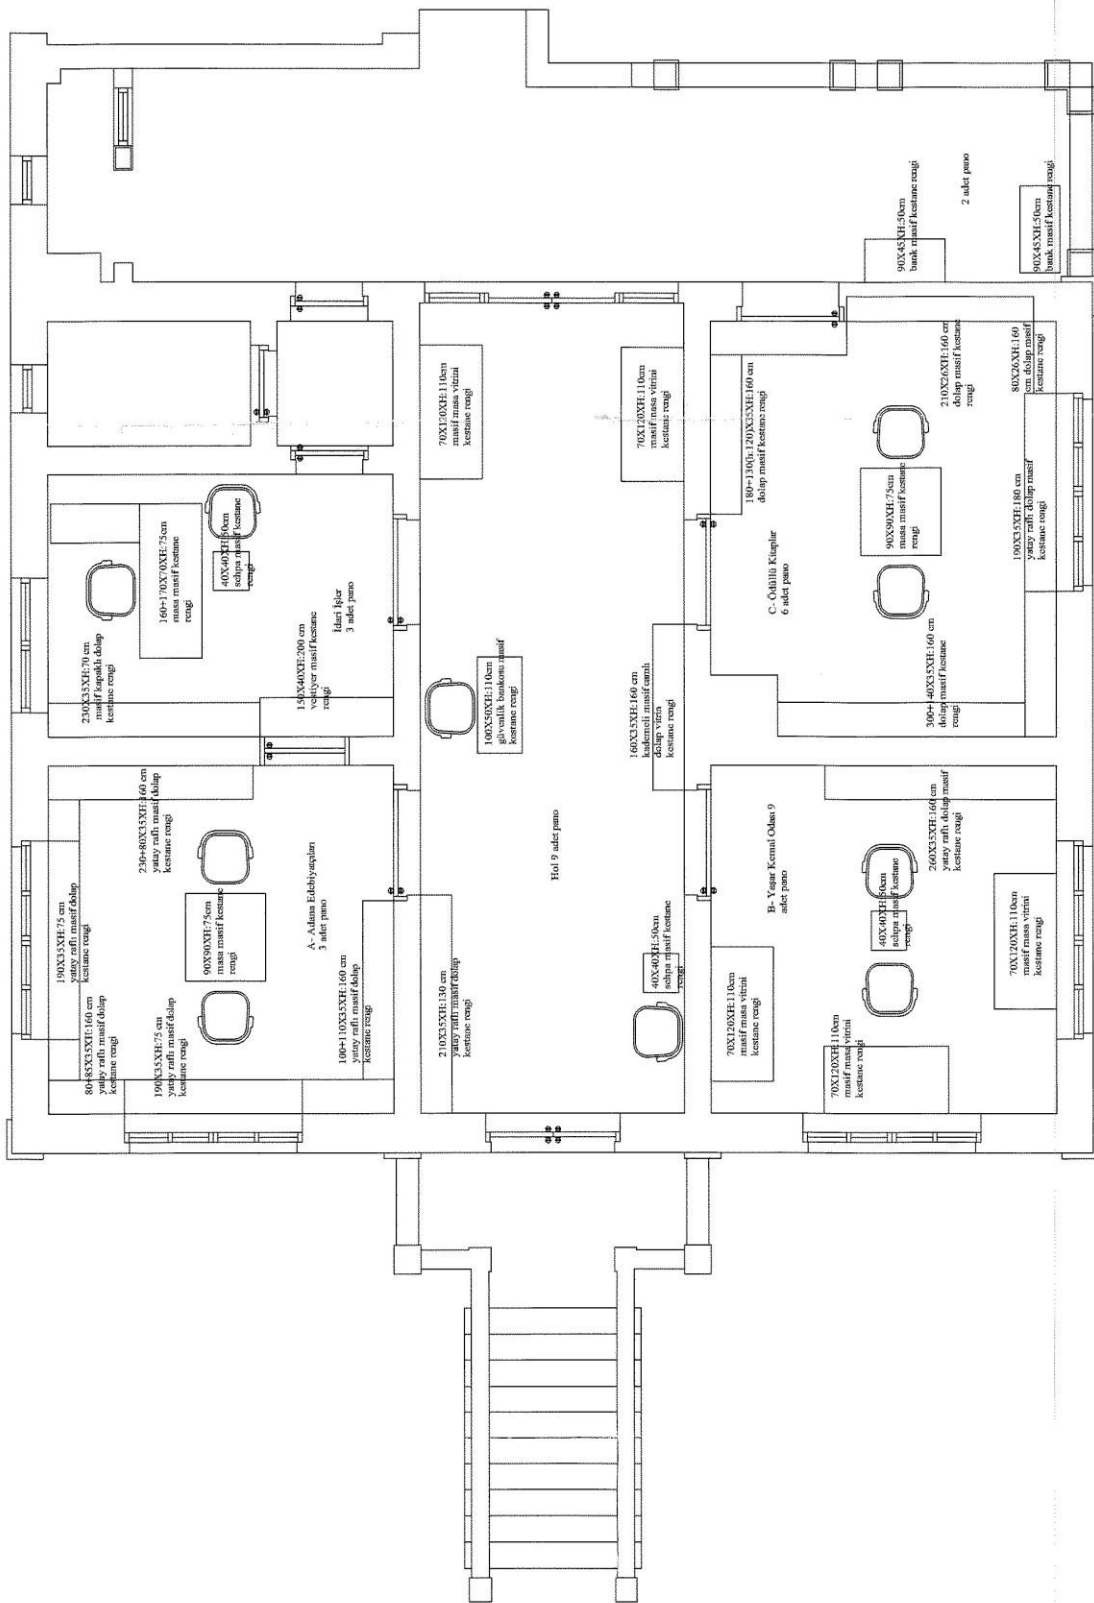 90X45XH:50cm
bank masif kestane rengi
2 adet pano
90X45XH:50cm
bank masif kestane rengi
70X120XH:110cm
masif masa vitrini
kestane rengi
70X120XH:110cm
masif masa vitrini
kestane rengi
180+130(h:120)X35XH:160 cm
dolap masif kestane rengi
210X26XH:160 cm
dolap masif kestane
rengi
80X26XH:160
cm dolap masif
kestane rengi
230X35XH:70 cm
masif kapaklı dolap
kestane rengi
160+170X70XH:75cm
masa masif kestane
rengi
40X40XH:50cm
sehpa masif kestane
rengi
150X40XH:200 cm
vestiyer masif kestane
rengi
İdari İşler
3 adet pano
100X50XH:110cm
güvenlik bankosu masif
kestane rengi
160X35XH:160 cm
kademeli masif camlı
dolap vitrin
kestane rengi
C- Ödüllü Kitaplar
6 adet pano
90X90XH:75cm
masa masif kestane
rengi
300+140X35XH:160 cm
dolap masif kestane
rengi
190X35XH:180 cm
yatay raflı dolap masif
kestane rengi
190X35XH:75 cm
yatay raflı masif dolap
kestane rengi
80+85X35XH:160 cm
yatay raflı masif dolap
kestane rengi
230+80X35XH:160 cm
yatay raflı masif dolap
kestane rengi
190X35XH:75 cm
yatay raflı masif dolap
kestane rengi
90X90XH:75cm
masa masif kestane
rengi
A- Adana Edebiyatçıları
3 adet pano
100+110X35XH:160 cm
yatay raflı masif dolap
kestane rengi
210X35XH:130 cm
yatay raflı masif dolap
kestane rengi
Hol 9 adet pano
40X40XH:50cm
sehpa masif kestane
rengi
B- Yaşar Kemal Odası 9
adet pano
70X120XH:110cm
masif masa vitrini
kestane rengi
70X120XH:110cm
masif masa vitrini
kestane rengi
40X40XH:50cm
sehpa masif kestane
rengi
260X35XH:160 cm
yatay raflı dolap masif
kestane rengi
70X120XH:110cm
masif masa vitrini
kestane rengi